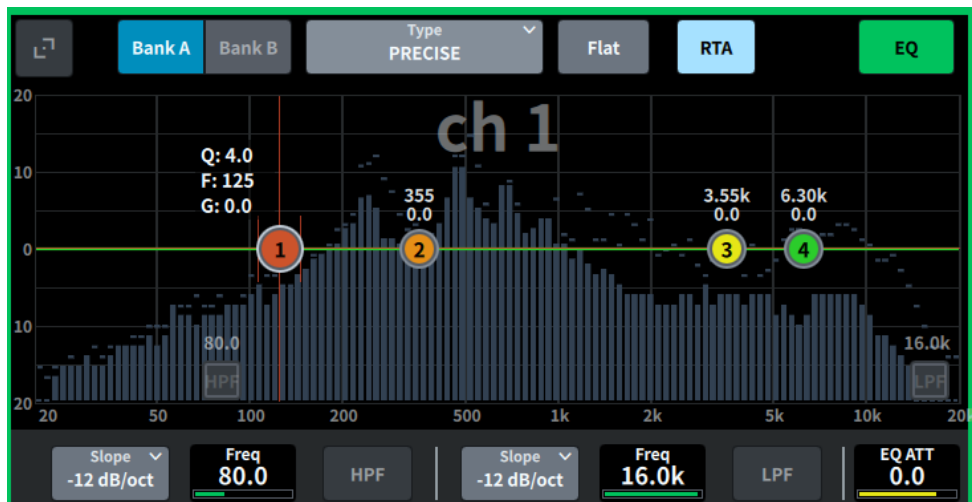 Bank A
Bank B
Type
PRECISE
Flat
RTA
EQ
ch 1
20
10
0
10
20
Q: 4.0
F: 125
G: 0.0
1
355
0.0
2
3.55k
0.0
3
6.30k
0.0
4
80.0
HPF
16.0k
LPF
20 50 100 200 500 1k 2k 5k 10k 20k
Slope
-12 dB/oct
Freq
80.0
HPF
Slope
-12 dB/oct
Freq
16.0k
LPF
EQ ATT
0.0